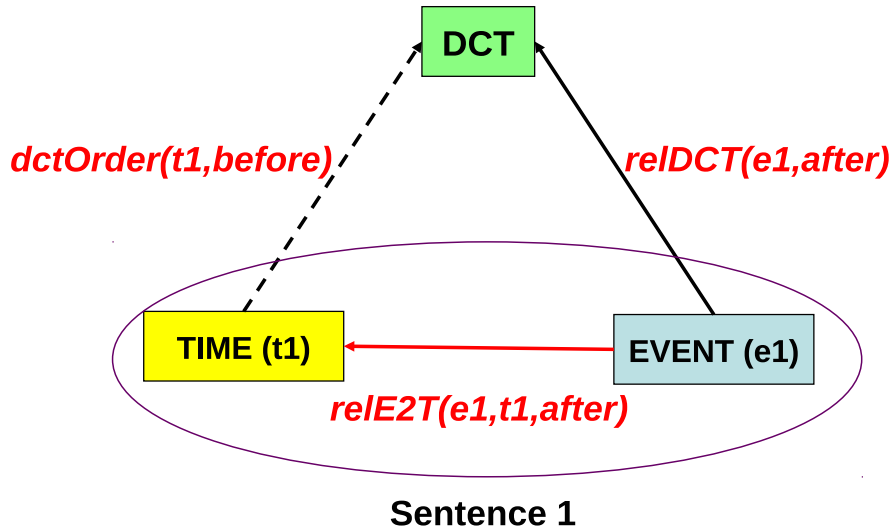 DCT
dctOrder(t1,before)
relDCT(e1,after)
TIME (t1)
EVENT (e1)
relE2T(e1,t1,after)
Sentence 1